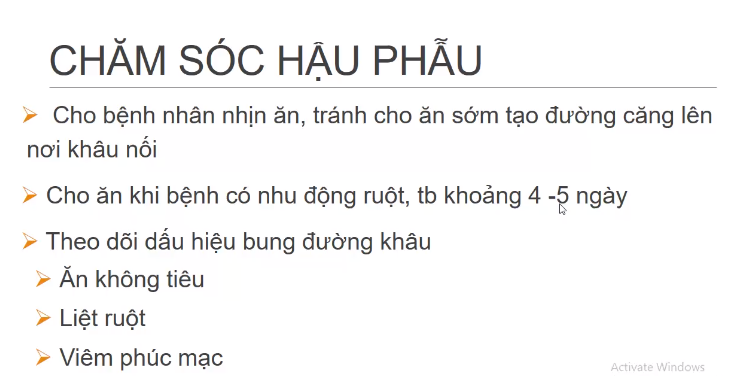 CHĂM SÓC HẬU PHẪU
Cho bệnh nhân nhịn ăn, tránh cho ăn sớm tạo đường căng lên
nơi khâu nối
Cho ăn khi bệnh có nhu động ruột, tb khoảng 4 -5 ngày
Theo dõi dấu hiệu bung đường khâu
Ăn không tiêu
Liệt ruột
Viêm phúc mạc
Activate Windows